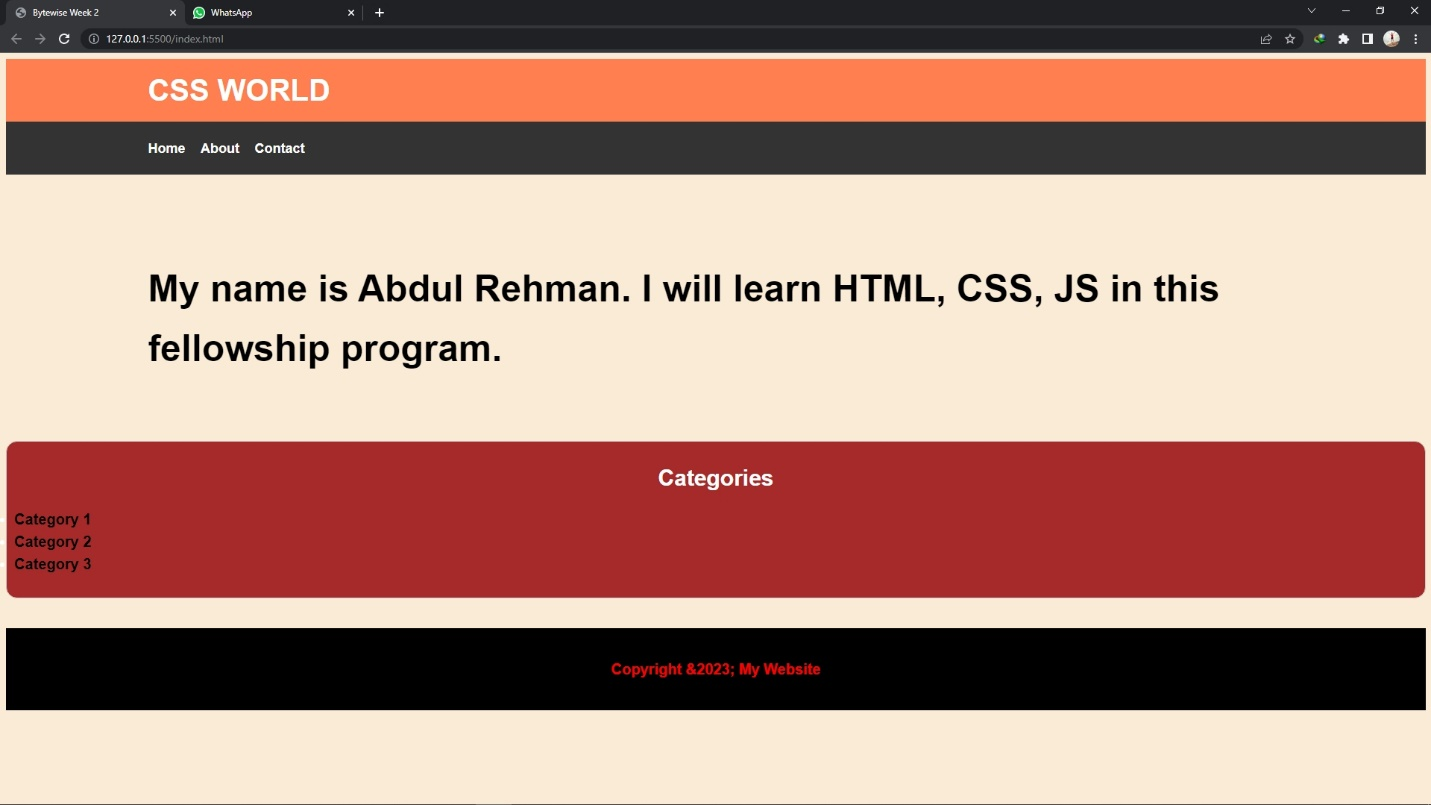 Bytewise Week 2
WhatsApp
127.0.0.1:5500/index.html
CSS WORLD
Home About Contact
My name is Abdul Rehman. I will learn HTML, CSS, JS in this
fellowship program.
Categories
Category 1
Category 2
Category 3
Copyright &2023; My Website